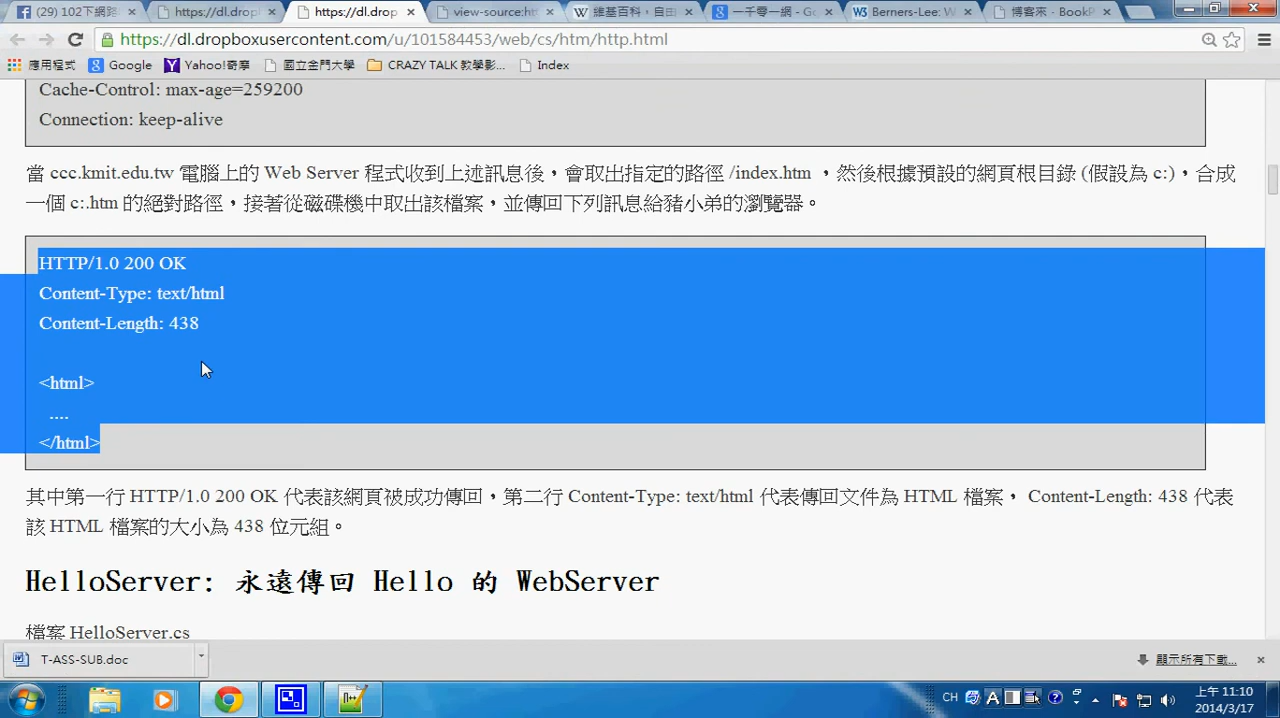 (29) 102下網路
https://dl.dropl
https://dl.drop
view-source:ht
維基百科，自由
一千零一網 - Go
Berners-Lee: W
博客來 - BookP
https://dl.dropboxusercontent.com/u/101584453/web/cs/htm/http.html
應用程式
Google
Yahoo!奇摩
國立金門大學
CRAZY TALK 教學影...
Index
Cache-Control: max-age=259200
Connection: keep-alive
當 ccc.kmit.edu.tw 電腦上的 Web Server 程式收到上述訊息後，會取出指定的路徑 /index.htm ，然後根據預設的網頁根目錄 (假設為 c:)，合成
一個 c:.htm 的絕對路徑，接著從磁碟機中取出該檔案，並傳回下列訊息給豬小弟的瀏覽器。
HTTP/1.0 200 OK
Content-Type: text/html
Content-Length: 438
<html>
....
</html>
其中第一行 HTTP/1.0 200 OK 代表該網頁被成功傳回，第二行 Content-Type: text/html 代表傳回文件為 HTML 檔案， Content-Length: 438 代表
該 HTML 檔案的大小為 438 位元組。
HelloServer: 永遠傳回 Hello 的 WebServer
檔案 HelloServer.cs
T-ASS-SUB.doc
顯示所有下載...
CH
上午 11:10
2014/3/17